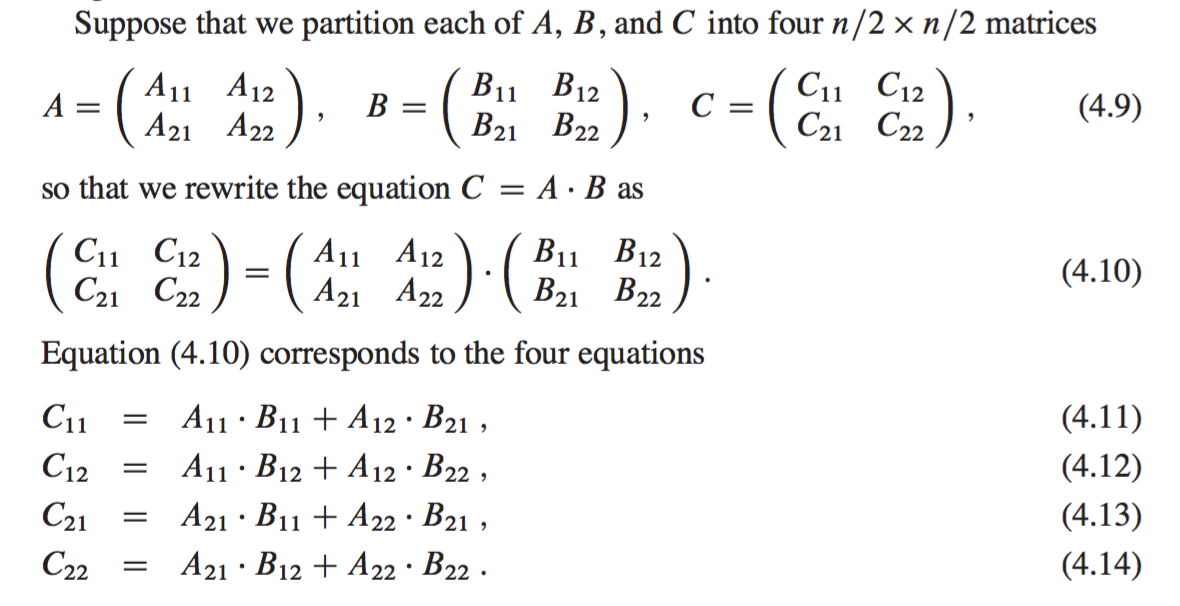 Suppose that we partition each of A, B, and C into four n/2 × n/2 matrices
A = ( A₁₁ A₁₂ ; A₂₁ A₂₂ ) , B = ( B₁₁ B₁₂ ; B₂₁ B₂₂ ) , C = ( C₁₁ C₁₂ ; C₂₁ C₂₂ ) , (4.9)
so that we rewrite the equation C = A · B as
( C₁₁ C₁₂ ; C₂₁ C₂₂ ) = ( A₁₁ A₁₂ ; A₂₁ A₂₂ ) · ( B₁₁ B₁₂ ; B₂₁ B₂₂ ) . (4.10)
Equation (4.10) corresponds to the four equations
C₁₁ = A₁₁ · B₁₁ + A₁₂ · B₂₁ , (4.11)
C₁₂ = A₁₁ · B₁₂ + A₁₂ · B₂₂ , (4.12)
C₂₁ = A₂₁ · B₁₁ + A₂₂ · B₂₁ , (4.13)
C₂₂ = A₂₁ · B₁₂ + A₂₂ · B₂₂ . (4.14)